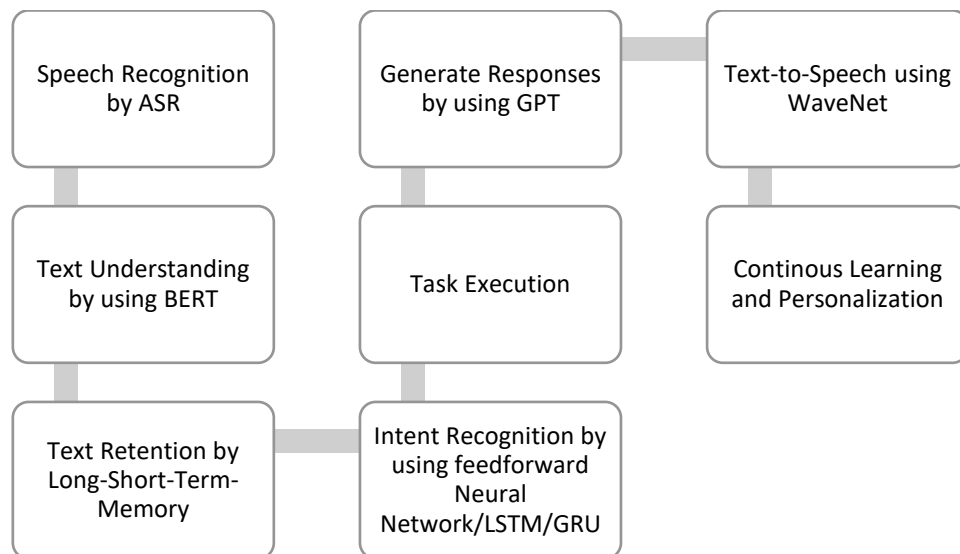 Speech Recognition
by ASR
Text Understanding
by using BERT
Text Retention by
Long-Short-Term-
Memory
Intent Recognition by
using feedforward
Neural
Network/LSTM/GRU
Task Execution
Generate Responses
by using GPT
Text-to-Speech using
WaveNet
Continous Learning
and Personalization